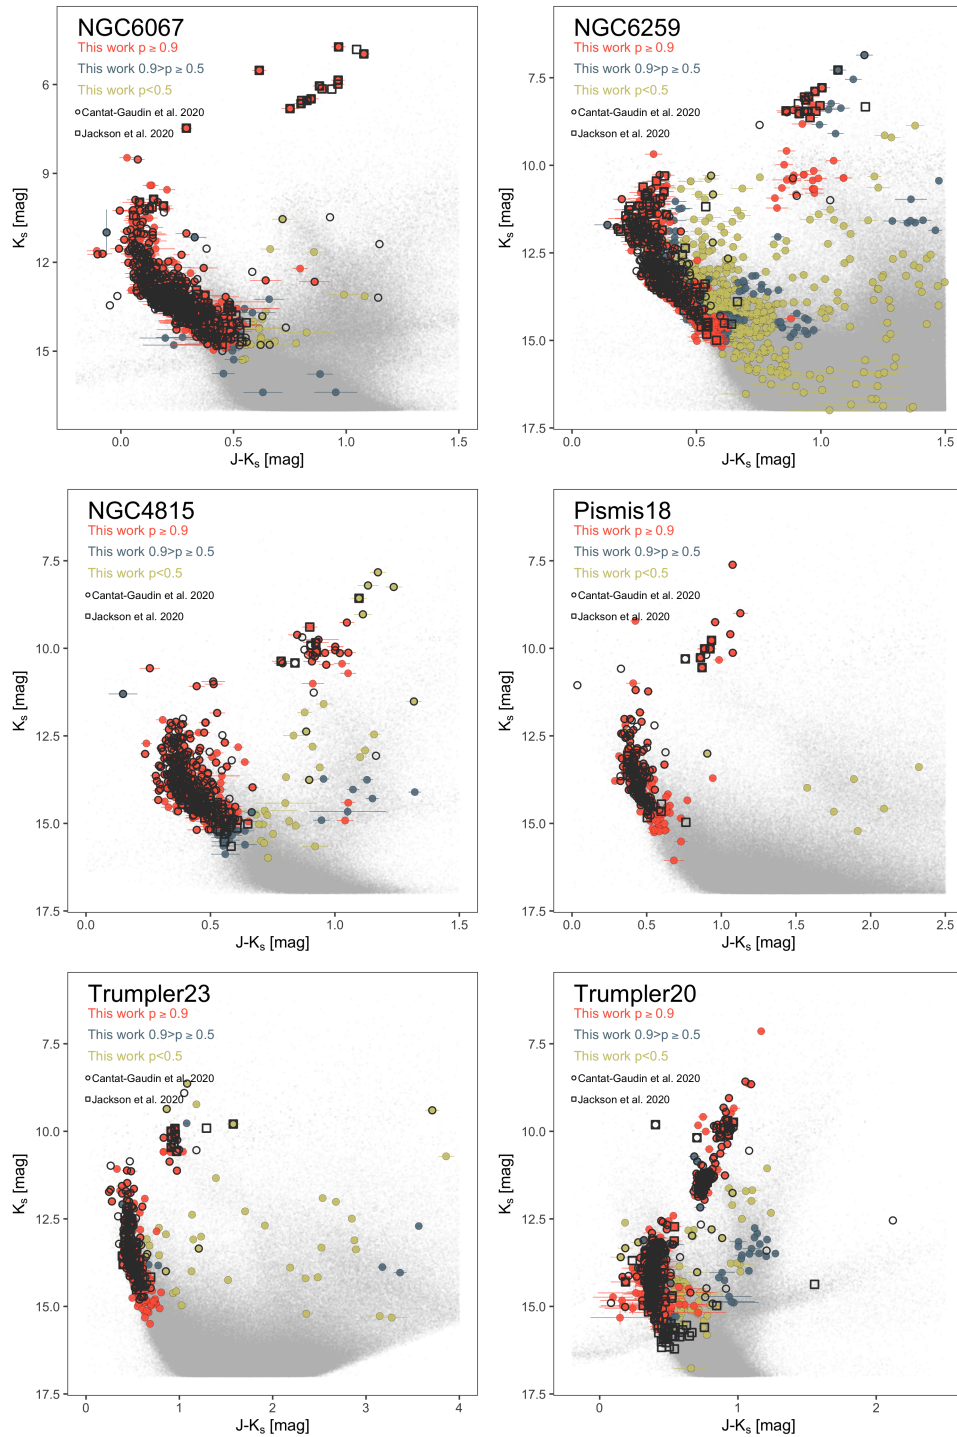 NGC6067
This work p ≥ 0.9
This work 0.9>p ≥ 0.5
This work p<0.5
Cantat-Gaudin et al. 2020
Jackson et al. 2020
6
9
12
15
Ks [mag]
0.0 0.5 1.0 1.5
J-Ks [mag]
NGC6259
This work p ≥ 0.9
This work 0.9>p ≥ 0.5
This work p<0.5
Cantat-Gaudin et al. 2020
Jackson et al. 2020
7.5
10.0
12.5
15.0
17.5
Ks [mag]
0.0 0.5 1.0 1.5
J-Ks [mag]
NGC4815
This work p ≥ 0.9
This work 0.9>p ≥ 0.5
This work p<0.5
Cantat-Gaudin et al. 2020
Jackson et al. 2020
7.5
10.0
12.5
15.0
17.5
Ks [mag]
0.0 0.5 1.0 1.5
J-Ks [mag]
Pismis18
This work p ≥ 0.9
This work 0.9>p ≥ 0.5
This work p<0.5
Cantat-Gaudin et al. 2020
Jackson et al. 2020
7.5
10.0
12.5
15.0
17.5
Ks [mag]
0.0 0.5 1.0 1.5 2.0 2.5
J-Ks [mag]
Trumpler23
This work p ≥ 0.9
This work 0.9>p ≥ 0.5
This work p<0.5
Cantat-Gaudin et al. 2020
Jackson et al. 2020
7.5
10.0
12.5
15.0
17.5
Ks [mag]
0 1 2 3 4
J-Ks [mag]
Trumpler20
This work p ≥ 0.9
This work 0.9>p ≥ 0.5
This work p<0.5
Cantat-Gaudin et al. 2020
Jackson et al. 2020
7.5
10.0
12.5
15.0
17.5
Ks [mag]
0 1 2
J-Ks [mag]